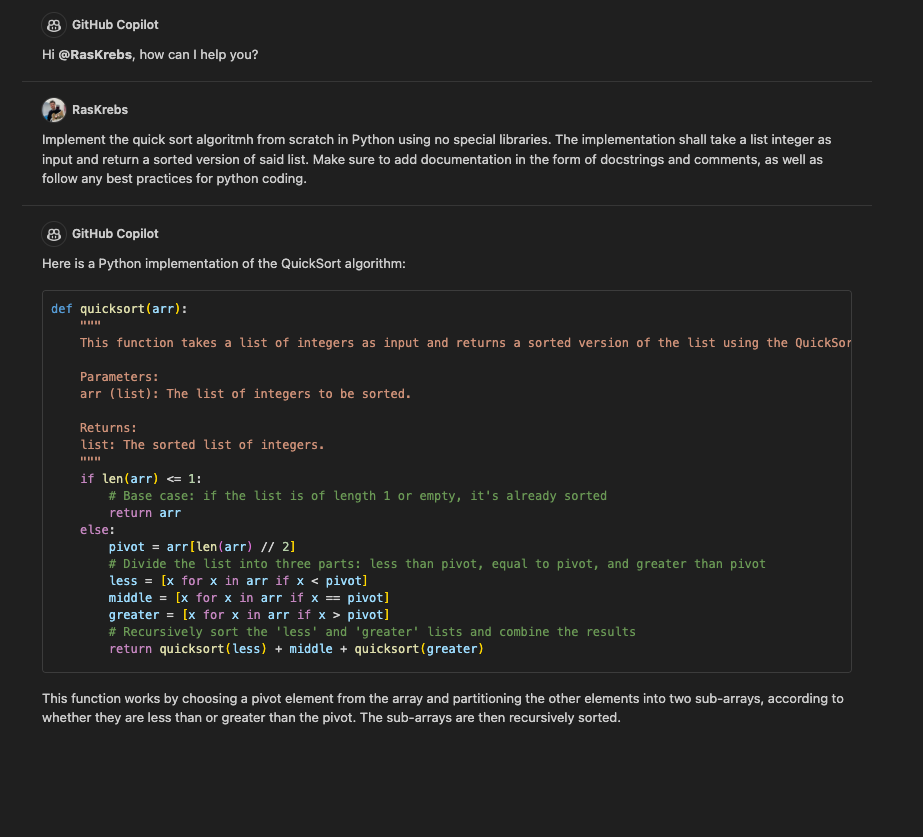 GitHub Copilot
Hi @RasKrebs, how can I help you?
RasKrebs
Implement the quick sort algoritmh from scratch in Python using no special libraries. The implementation shall take a list integer as
input and return a sorted version of said list. Make sure to add documentation in the form of docstrings and comments, as well as
follow any best practices for python coding.
GitHub Copilot
Here is a Python implementation of the QuickSort algorithm:
def quicksort(arr):
    """
    This function takes a list of integers as input and returns a sorted version of the list using the QuickSor
    Parameters:
    arr (list): The list of integers to be sorted.
    Returns:
    list: The sorted list of integers.
    """
    if len(arr) <= 1:
        # Base case: if the list is of length 1 or empty, it's already sorted
        return arr
    else:
        pivot = arr[len(arr) // 2]
        # Divide the list into three parts: less than pivot, equal to pivot, and greater than pivot
        less = [x for x in arr if x < pivot]
        middle = [x for x in arr if x == pivot]
        greater = [x for x in arr if x > pivot]
        # Recursively sort the 'less' and 'greater' lists and combine the results
        return quicksort(less) + middle + quicksort(greater)
This function works by choosing a pivot element from the array and partitioning the other elements into two sub-arrays, according to
whether they are less than or greater than the pivot. The sub-arrays are then recursively sorted.